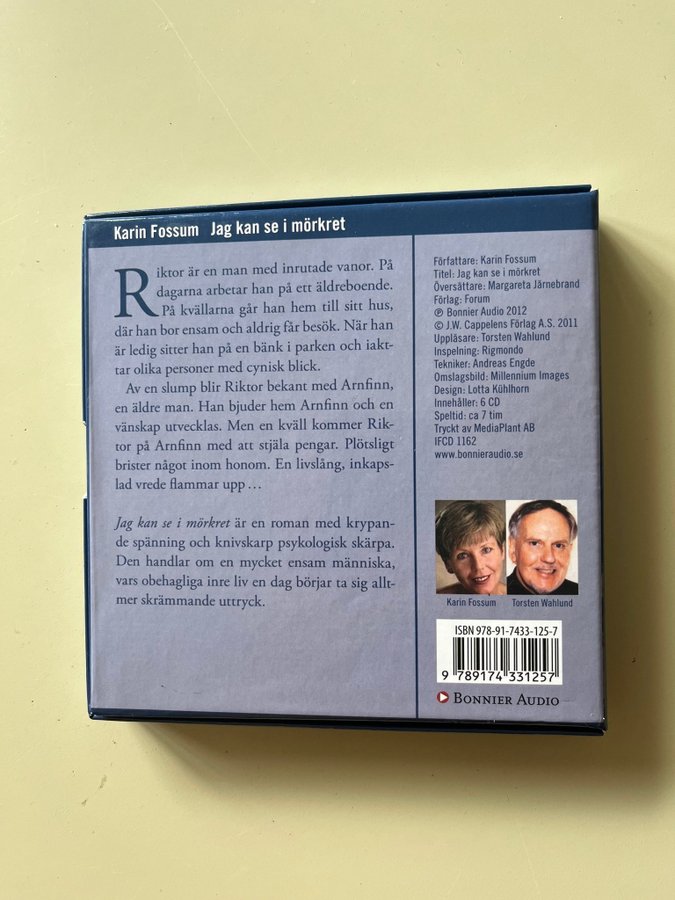 Karin Fossum Jag kan se i mörkret
Riktor är en man med inrutade vanor. På
dagarna arbetar han på ett äldreboende.
På kvällarna går han hem till sitt hus,
där han bor ensam och aldrig får besök. När han
är ledig sitter han på en bänk i parken och iakt-
tar olika personer med cynisk blick.
Av en slump blir Riktor bekant med Arnfinn,
en äldre man. Han bjuder hem Arnfinn och en
vänskap utvecklas. Men en kväll kommer Rik-
tor på Arnfinn med att stjäla pengar. Plötsligt
brister något inom honom. En livslång, inkaps-
lad vrede flammar upp …
Jag kan se i mörkret är en roman med krypan-
de spänning och knivskarp psykologisk skärpa.
Den handlar om en mycket ensam människa,
vars obehagliga inre liv en dag börjar ta sig allt-
mer skrämmande uttryck.
Författare: Karin Fossum
Titel: Jag kan se i mörkret
Översättare: Margareta Järnebrand
Förlag: Forum
℗ Bonnier Audio 2012
© J.W. Cappelens Förlag A.S. 2011
Uppläsare: Torsten Wahlund
Inspelning: Rigmondo
Tekniker: Andreas Engde
Omslagsbild: Millennium Images
Design: Lotta Kühlhorn
Innehåller: 6 CD
Speltid: ca 7 tim
Tryckt av MediaPlant AB
IFCD 1162
www.bonnieraudio.se
Karin Fossum
Torsten Wahlund
ISBN 978-91-7433-125-7
9 789174 331257
Bonnier Audio